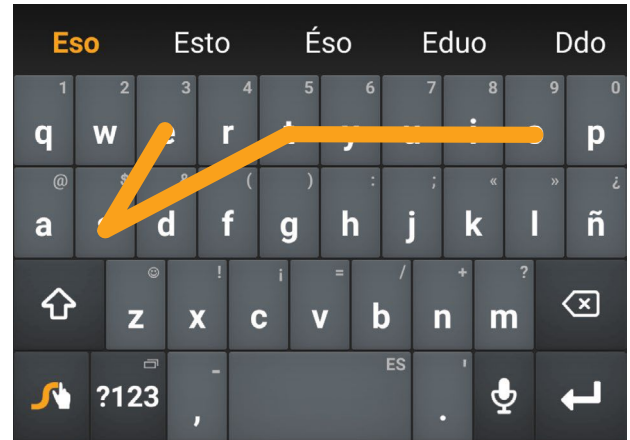 Eso Esto Éso Eduo Ddo
1 2 3 4 5 6 7 8 9 0
q w e r t y u i o p
@ $ & ( ) : ; « » ¿
a s d f g h j k l ñ
! ¡ = / + ?
z x c v b n m
- ES '
?123 , .